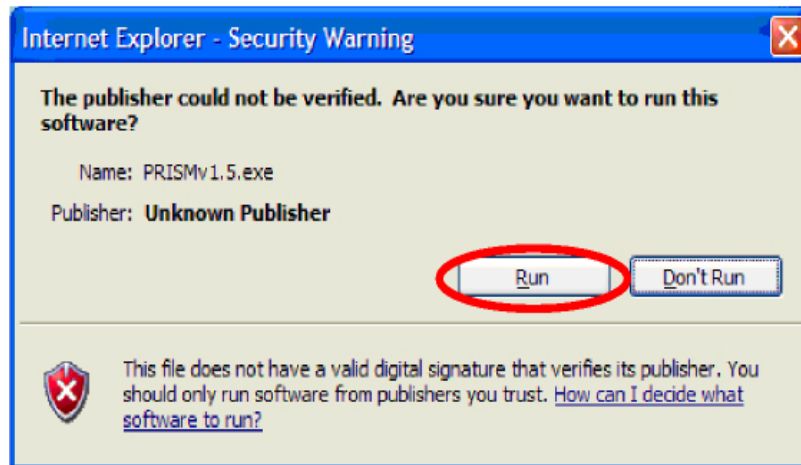 Internet Explorer - Security Warning
The publisher could not be verified. Are you sure you want to run this
software?
Name: PRISMv1.5.exe
Publisher: Unknown Publisher
Run Don't Run
This file does not have a valid digital signature that verifies its publisher. You
should only run software from publishers you trust. How can I decide what
software to run?